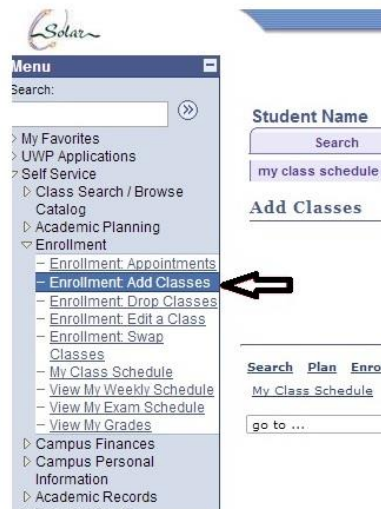 Solar
Menu
Search:
My Favorites
UWP Applications
Self Service
Class Search / Browse
Catalog
Academic Planning
Enrollment
– Enrollment: Appointments
– Enrollment: Add Classes
– Enrollment: Drop Classes
– Enrollment: Edit a Class
– Enrollment: Swap
Classes
– My Class Schedule
– View My Weekly Schedule
– View My Exam Schedule
– View My Grades
Campus Finances
Campus Personal
Information
Academic Records
Student Name
Search
my class schedule
Add Classes
Search Plan Enro
My Class Schedule
go to ...